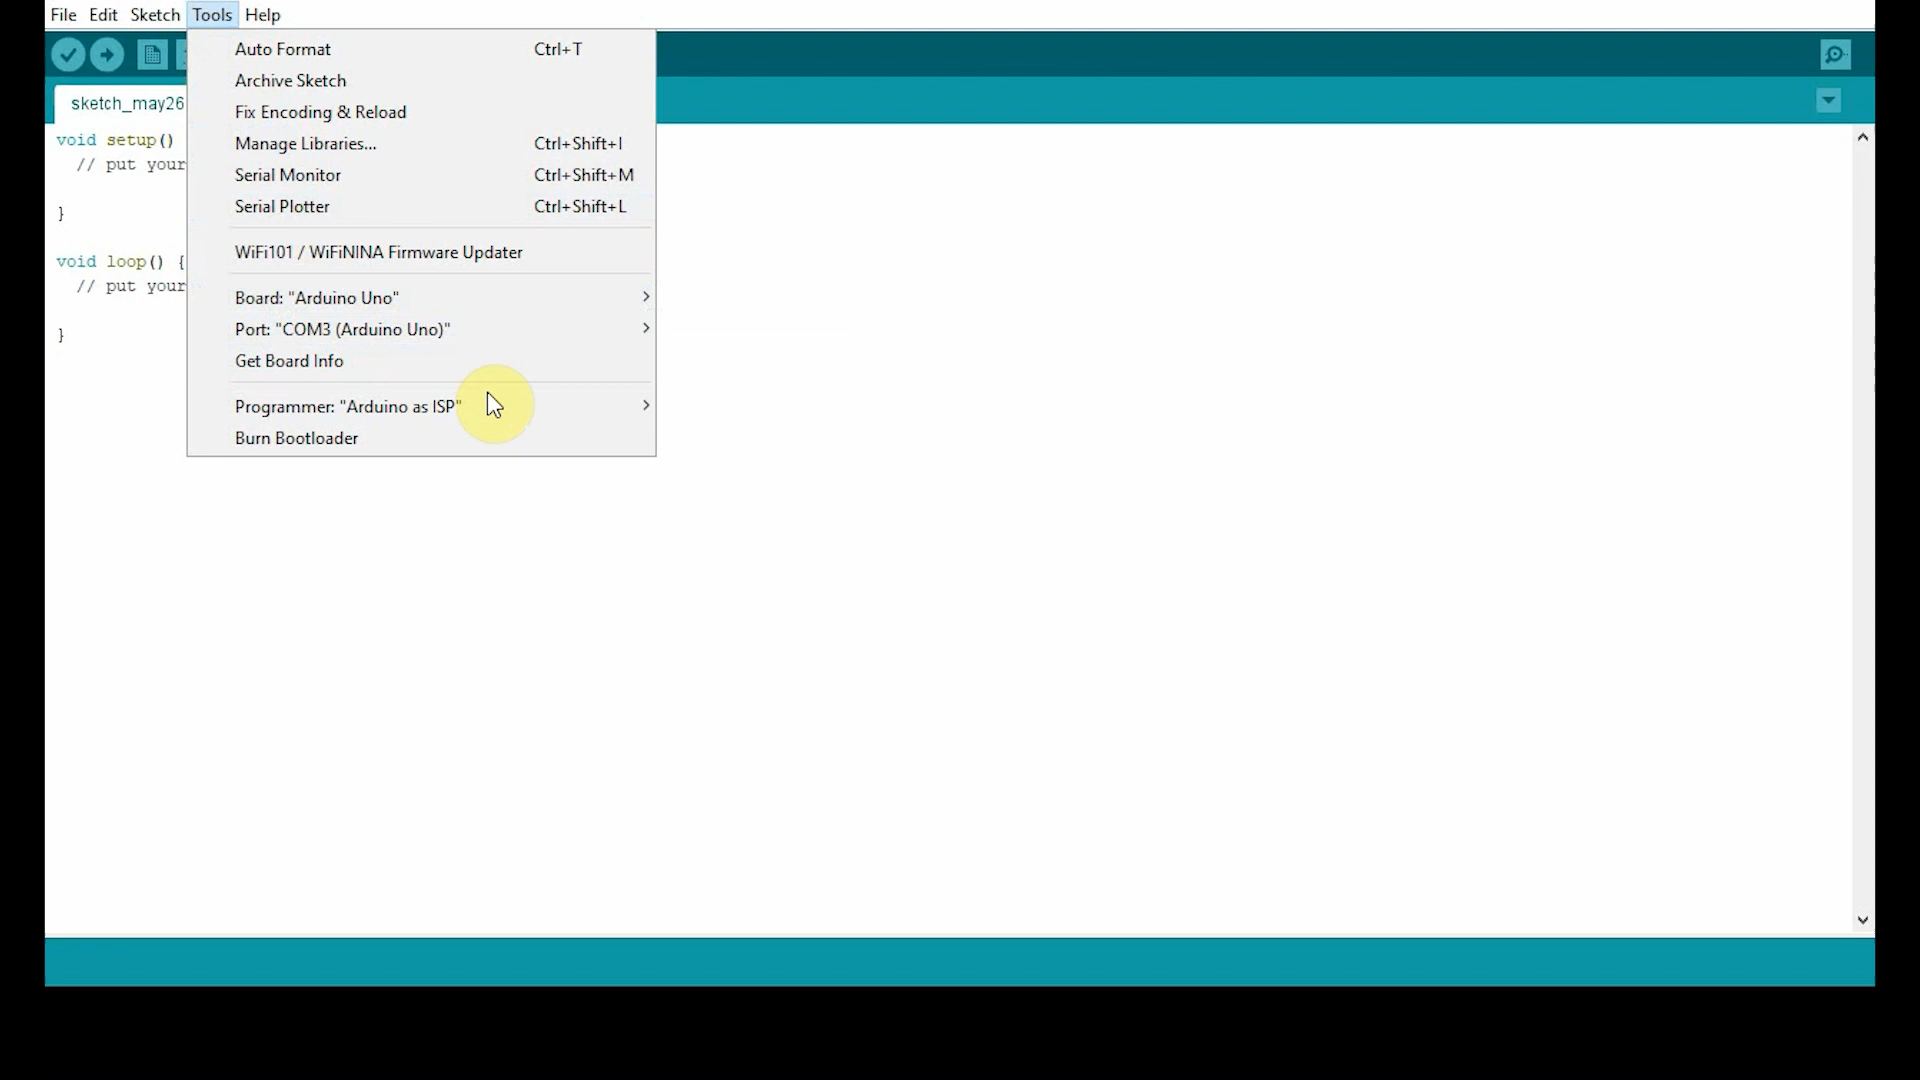 File Edit Sketch Tools Help
Auto Format Ctrl+T
Archive Sketch
sketch_may26
Fix Encoding & Reload
void setup()
Manage Libraries... Ctrl+Shift+I
// put your
Serial Monitor Ctrl+Shift+M
}
Serial Plotter Ctrl+Shift+L
WiFi101 / WiFiNINA Firmware Updater
void loop() {
// put your
Board: "Arduino Uno"
}
Port: "COM3 (Arduino Uno)"
Get Board Info
Programmer: "Arduino as ISP"
Burn Bootloader